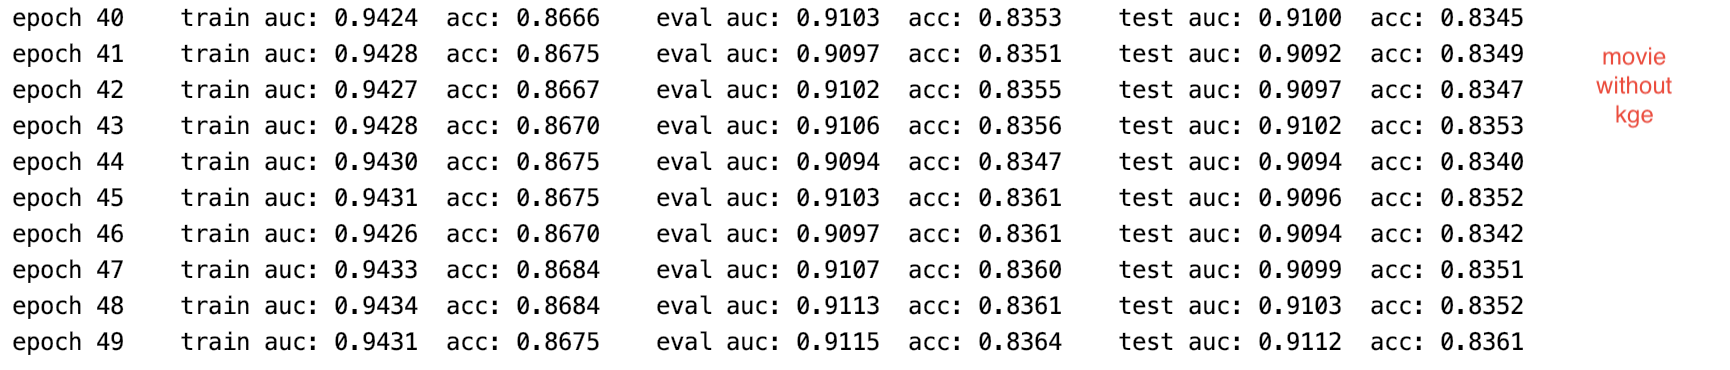 epoch 40    train auc: 0.9424  acc: 0.8666    eval auc: 0.9103  acc: 0.8353    test auc: 0.9100  acc: 0.8345
epoch 41    train auc: 0.9428  acc: 0.8675    eval auc: 0.9097  acc: 0.8351    test auc: 0.9092  acc: 0.8349
epoch 42    train auc: 0.9427  acc: 0.8667    eval auc: 0.9102  acc: 0.8355    test auc: 0.9097  acc: 0.8347
epoch 43    train auc: 0.9428  acc: 0.8670    eval auc: 0.9106  acc: 0.8356    test auc: 0.9102  acc: 0.8353
epoch 44    train auc: 0.9430  acc: 0.8675    eval auc: 0.9094  acc: 0.8347    test auc: 0.9094  acc: 0.8340
epoch 45    train auc: 0.9431  acc: 0.8675    eval auc: 0.9103  acc: 0.8361    test auc: 0.9096  acc: 0.8352
epoch 46    train auc: 0.9426  acc: 0.8670    eval auc: 0.9097  acc: 0.8361    test auc: 0.9094  acc: 0.8342
epoch 47    train auc: 0.9433  acc: 0.8684    eval auc: 0.9107  acc: 0.8360    test auc: 0.9099  acc: 0.8351
epoch 48    train auc: 0.9434  acc: 0.8684    eval auc: 0.9113  acc: 0.8361    test auc: 0.9103  acc: 0.8352
epoch 49    train auc: 0.9431  acc: 0.8675    eval auc: 0.9115  acc: 0.8364    test auc: 0.9112  acc: 0.8361
movie
without
kge